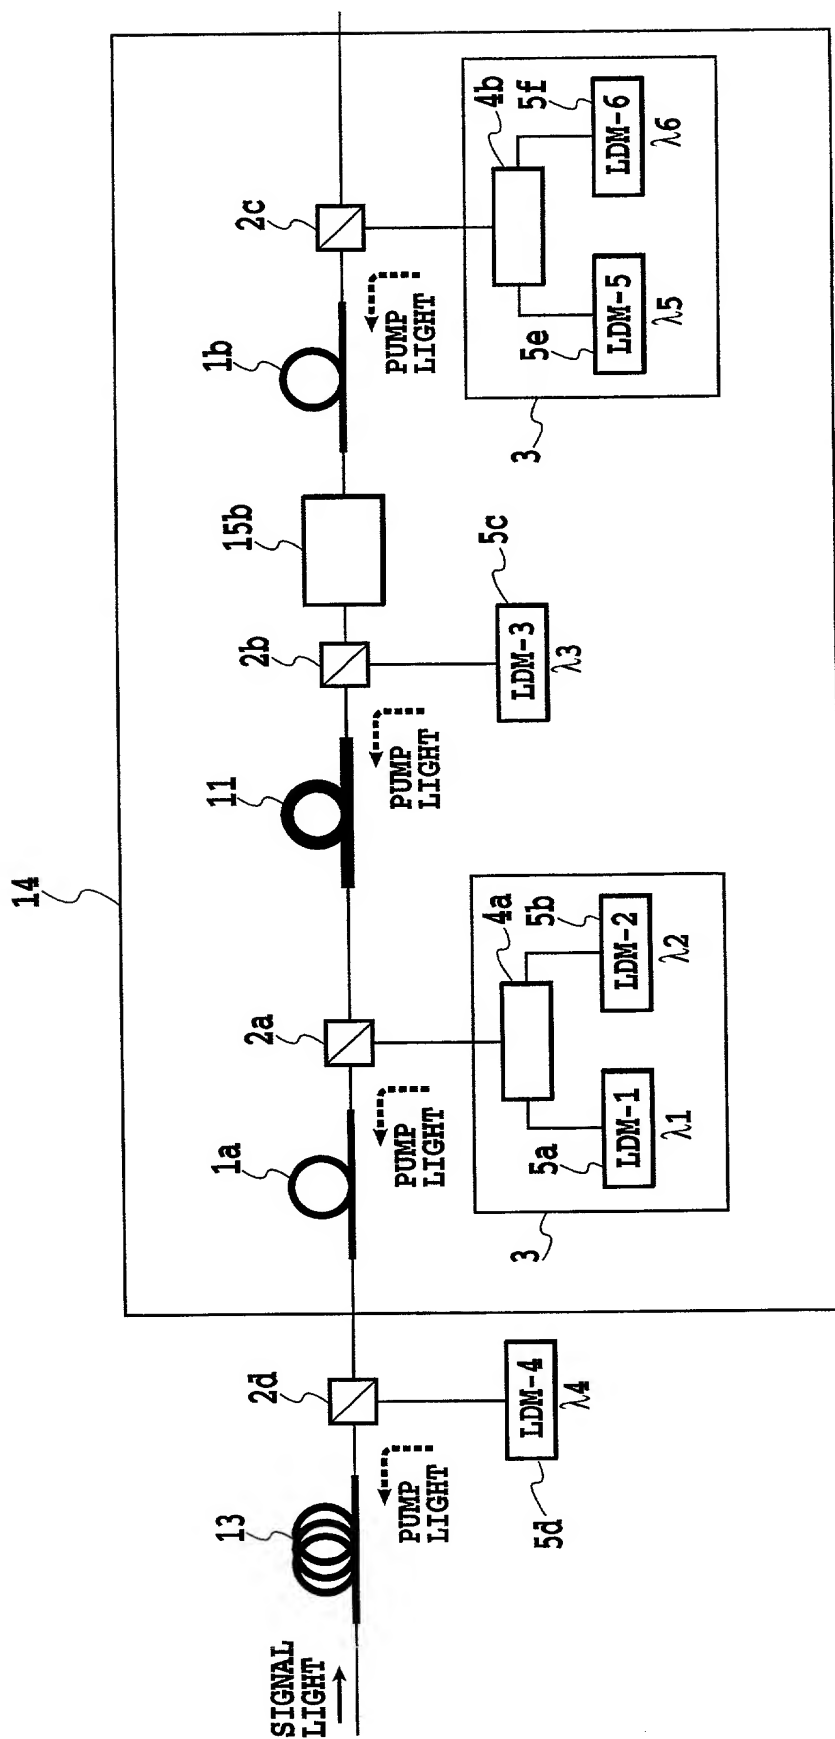 14
13
2d
1a
2a
11
2b
15b
1b
2c
SIGNAL
LIGHT
PUMP
LIGHT
PUMP
LIGHT
PUMP
LIGHT
PUMP
LIGHT
5d
LDM-4
λ4
3
5a
LDM-1
λ1
4a
5b
LDM-2
λ2
5c
LDM-3
λ3
3
5e
LDM-5
λ5
4b
5f
LDM-6
λ6